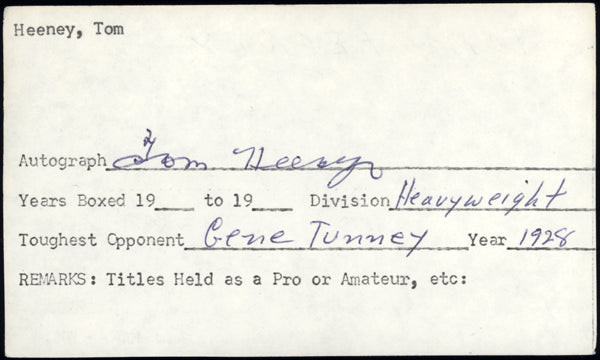 Heeney, Tom
Autograph Tom Heeney
Years Boxed 19___ to 19___ Division Heavyweight
Toughest Opponent Gene Tunney Year 1928
REMARKS: Titles Held as a Pro or Amateur, etc: